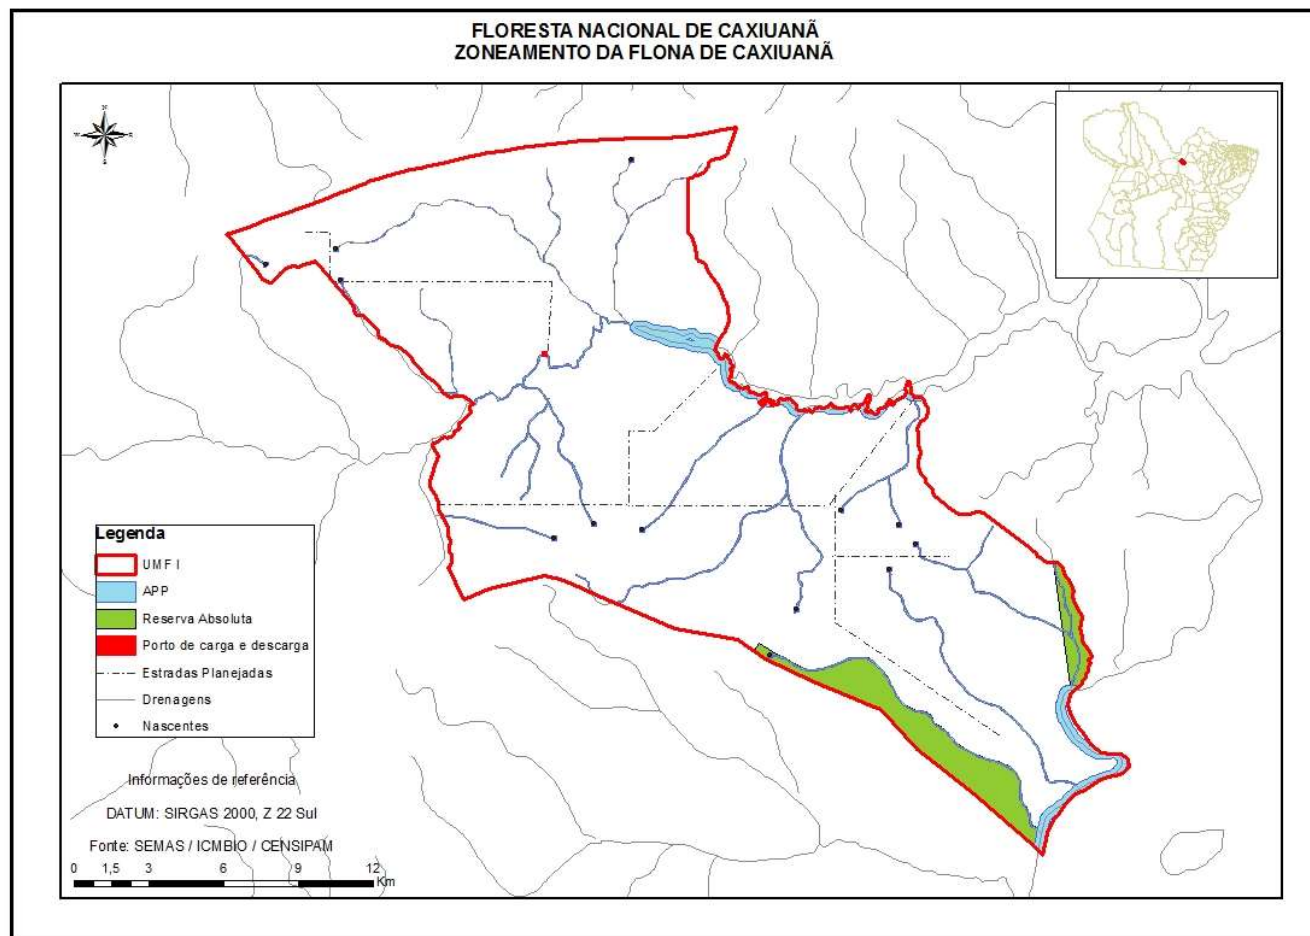 FLORESTA NACIONAL DE CAXIUANÃ
ZONEAMENTO DA FLONA DE CAXIUANÃ
N
W
E
S
Legenda
UMF I
APP
Reserva Absoluta
Porto de carga e descarga
Estradas Planejadas
Drenagens
Nascentes
Informações de referência
DATUM: SIRGAS 2000, Z 22 Sul
Fonte: SEMAS / ICMBIO / CENSIPAM
0 1,5 3 6 9 12
Km